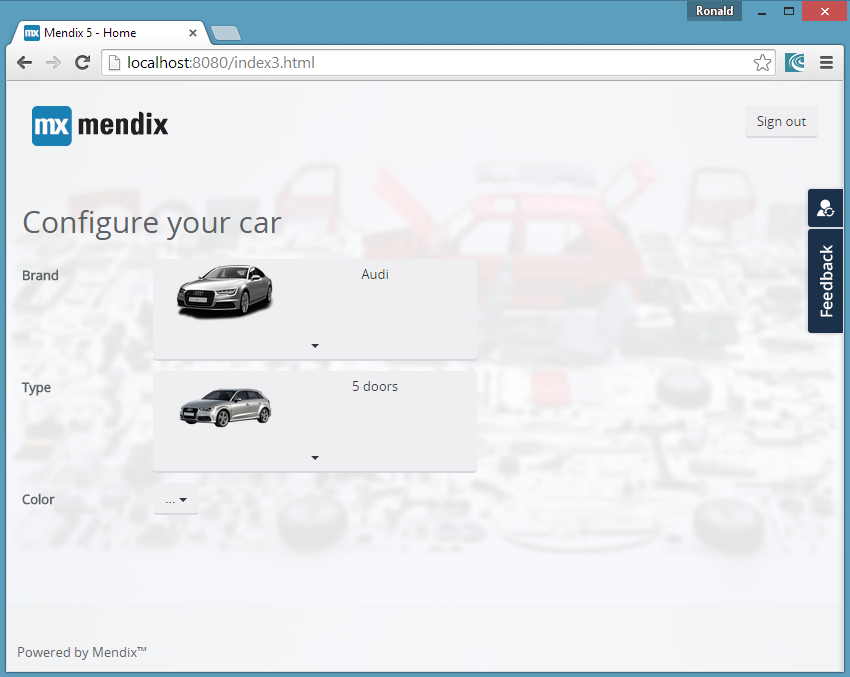 Ronald
mx Mendix 5 - Home
localhost:8080/index3.html
mx mendix
Sign out
Configure your car
Feedback
Brand
Audi
Type
5 doors
Color
...
Powered by Mendix™